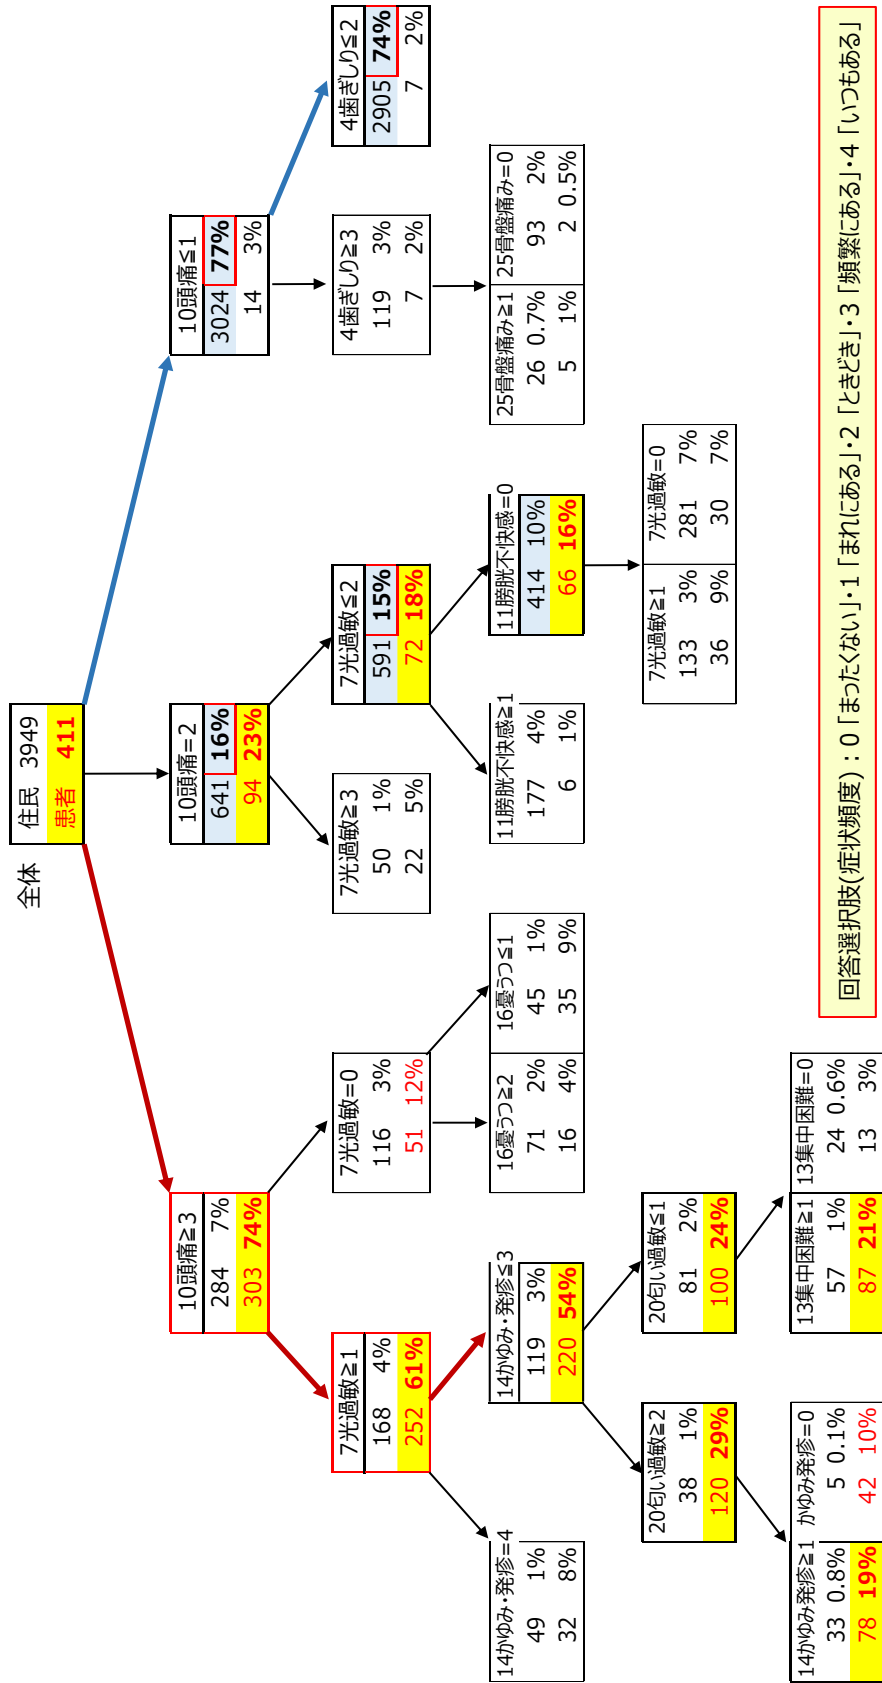 全体
住民 3949
患者 411
10頭痛≧3
284 7%
303 74%
10頭痛=2
641 16%
94 23%
10頭痛≦1
3024 77%
14 3%
7光過敏≧1
168 4%
252 61%
7光過敏=0
116 3%
51 12%
7光過敏≧3
50 1%
22 5%
7光過敏≦2
591 15%
72 18%
4歯ぎしり≧3
119 3%
7 2%
4歯ぎしり≦2
2905 74%
7 2%
14かゆみ・発疹=4
49 1%
32 8%
14かゆみ・発疹≦3
119 3%
220 54%
16憂うつ≧2
71 2%
16 4%
16憂うつ≦1
45 1%
35 9%
11膀胱不快感≧1
177 4%
6 1%
11膀胱不快感=0
414 10%
66 16%
25骨盤痛み≧1
26 0.7%
5 1%
25骨盤痛み=0
93 2%
2 0.5%
20匂い過敏≧2
38 1%
120 29%
20匂い過敏≦1
81 2%
100 24%
7光過敏≧1
133 3%
36 9%
7光過敏=0
281 7%
30 7%
14かゆみ発疹≧1
33 0.8%
78 19%
かゆみ発疹=0
5 0.1%
42 10%
13集中困難≧1
57 1%
87 21%
13集中困難=0
24 0.6%
13 3%
回答選択肢(症状頻度)：0「まったくない」・1「まれにある」・2「ときどき」・3「頻繁にある」・4「いつもある」